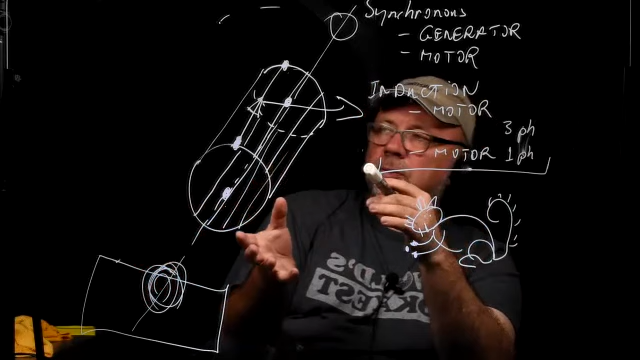 Synchronous
- GENERATOR
- MOTOR
INDUCTION
- MOTOR 3 ph
- MOTOR 1 ph